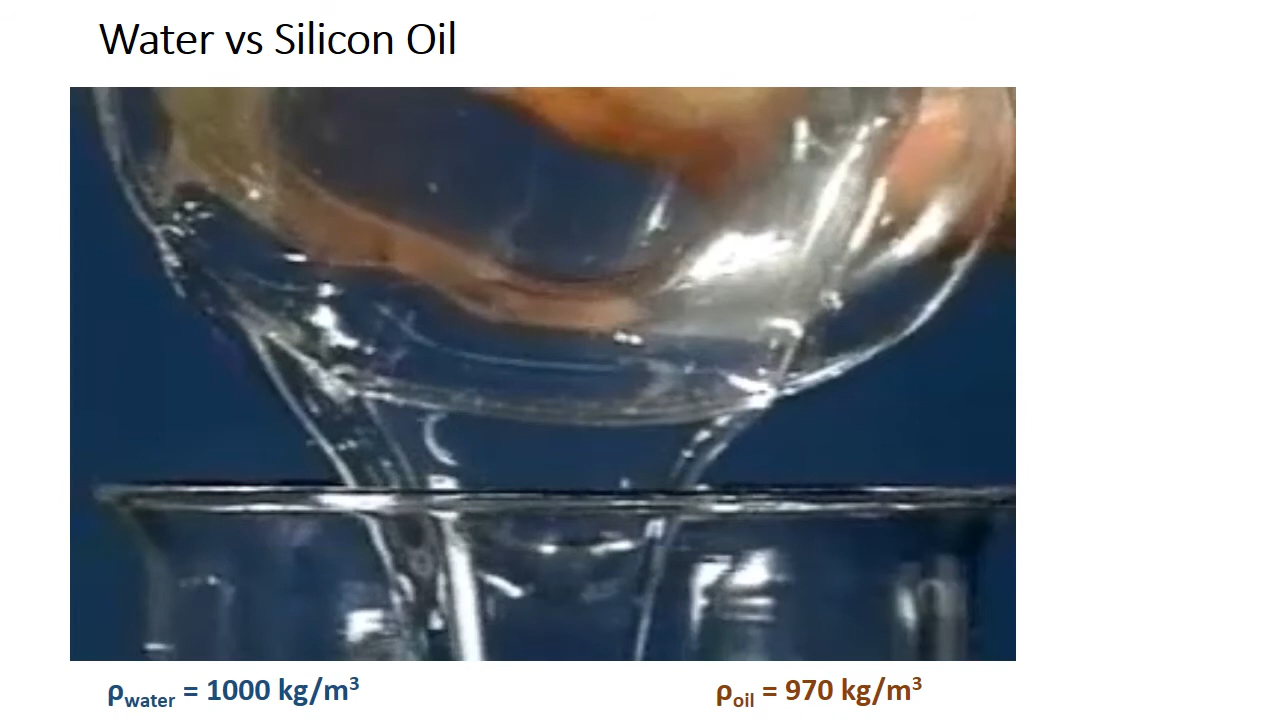 Water vs Silicon Oil
ρwater = 1000 kg/m³
ρoil = 970 kg/m³